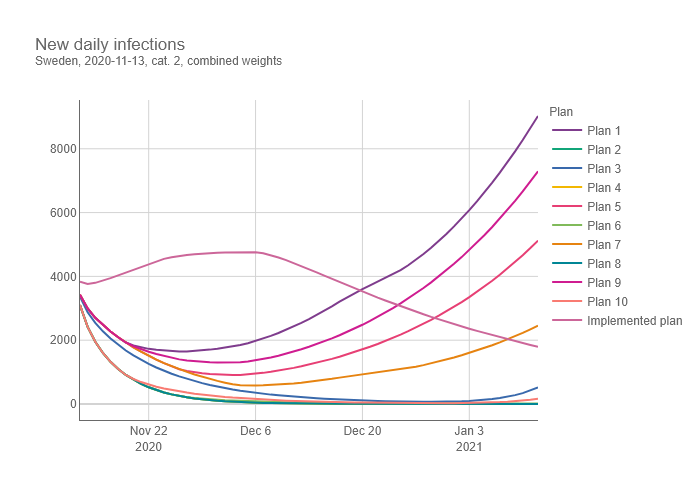 New daily infections
Sweden, 2020-11-13, cat. 2, combined weights
Plan
Plan 1
Plan 2
Plan 3
Plan 4
Plan 5
Plan 6
Plan 7
Plan 8
Plan 9
Plan 10
Implemented plan
8000
6000
4000
2000
0
Nov 22 Dec 6 Dec 20 Jan 3
2020 2021